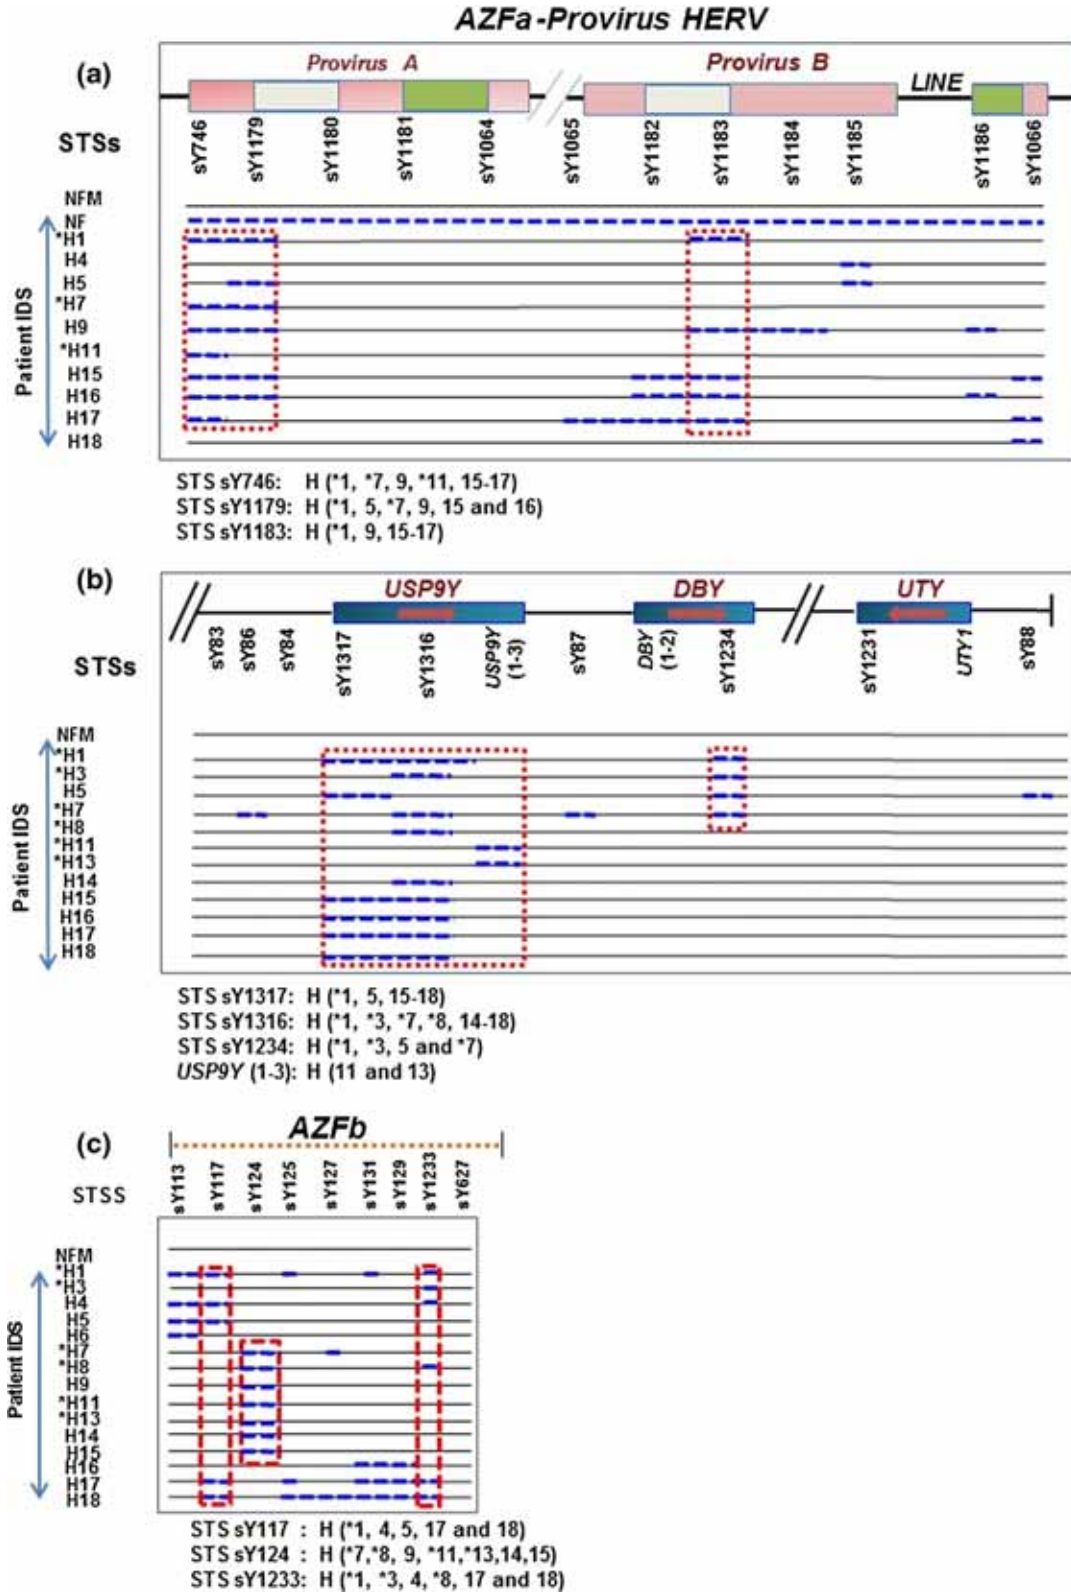 AZFa-Provirus HERV
(a)
Provirus A
Provirus B
LINE
STSs
sY746
sY1179
sY1180
sY1181
sY1064
sY1065
sY1182
sY1183
sY1184
sY1185
sY1186
sY1066
Patient IDS
NFM
NF
*H1
H4
H5
*H7
H9
*H11
H15
H16
H17
H18
STS sY746: H (*1, *7, 9, *11, 15-17)
STS sY1179: H (*1, 5, *7, 9, 15 and 16)
STS sY1183: H (*1, 9, 15-17)
(b)
USP9Y
DBY
UTY
STSs
sY83
sY86
sY84
sY1317
sY1316
USP9Y
(1-3)
sY87
DBY
(1-2)
sY1234
sY1231
UTY1
sY88
Patient IDS
NFM
*H1
*H3
H5
*H7
*H8
*H11
*H13
H14
H15
H16
H17
H18
STS sY1317: H (*1, 5, 15-18)
STS sY1316: H (*1, *3, *7, *8, 14-18)
STS sY1234: H (*1, *3, 5 and *7)
USP9Y (1-3): H (11 and 13)
(c)
AZFb
STSS
sY113
sY117
sY124
sY125
sY127
sY131
sY129
sY1233
sY627
Patient IDS
NFM
*H1
*H3
H4
H5
H6
*H7
*H8
H9
*H11
*H13
H14
H15
H16
H17
H18
STS sY117 : H (*1, 4, 5, 17 and 18)
STS sY124 : H (*7,*8, 9, *11,*13,14,15)
STS sY1233: H (*1, *3, 4, *8, 17 and 18)